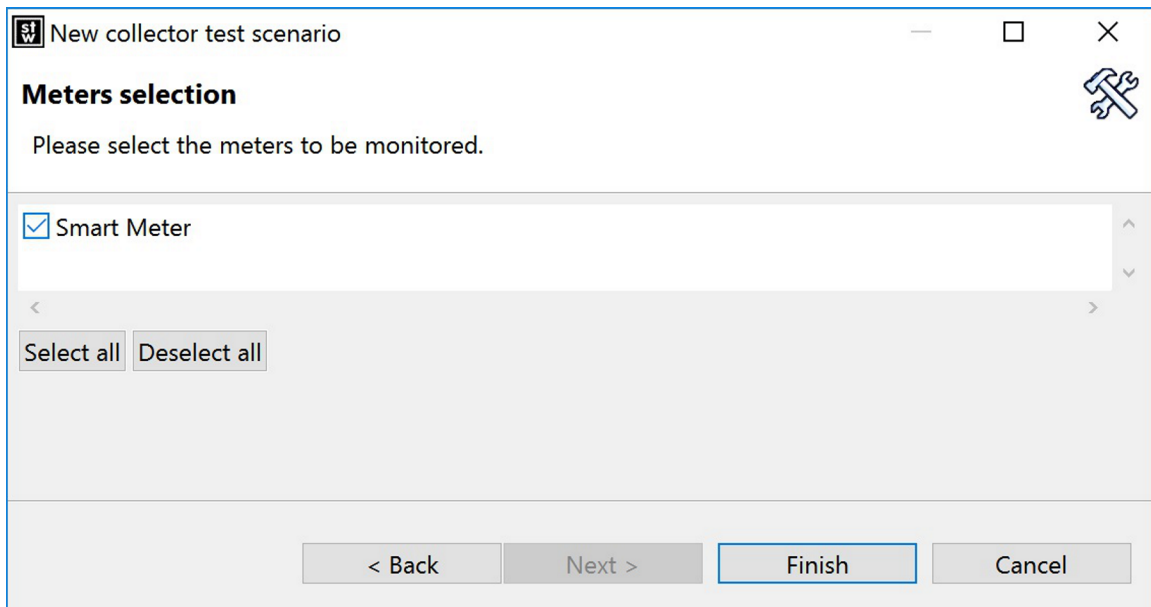 stw New collector test scenario
Meters selection
Please select the meters to be monitored.
Smart Meter
Select all Deselect all
< Back Next > Finish Cancel